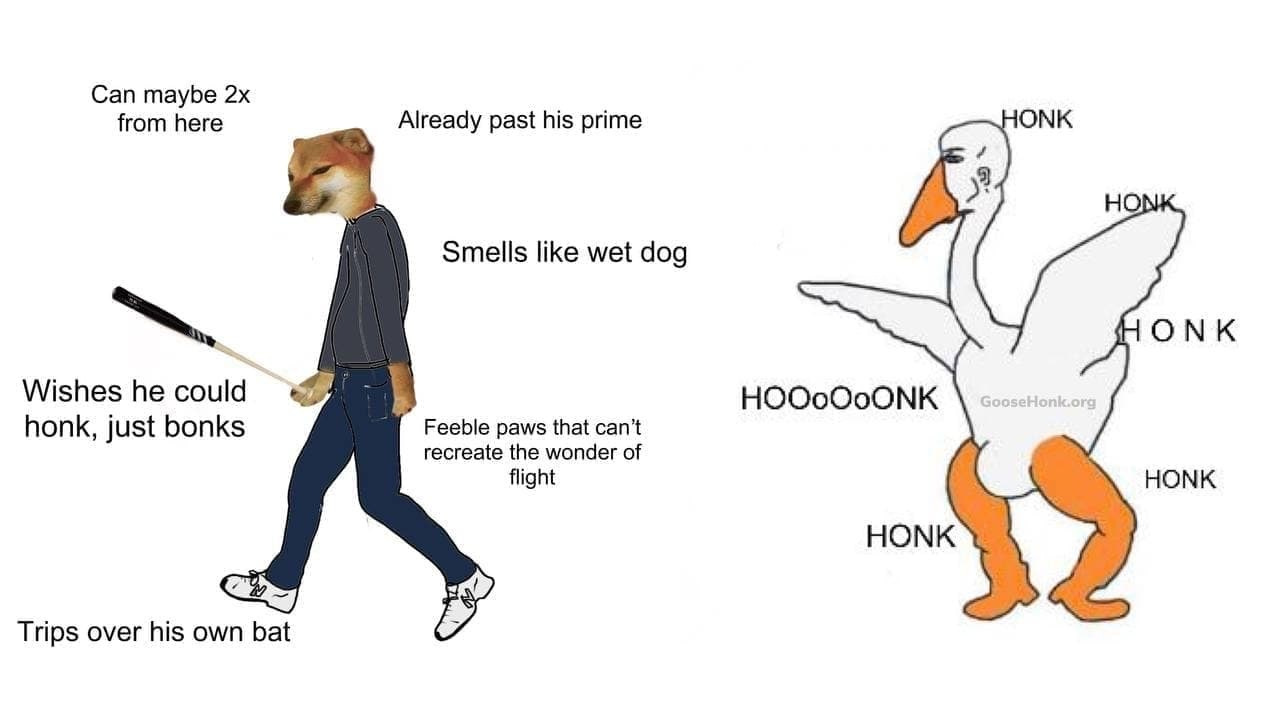 Can maybe 2x
from here
Already past his prime
Smells like wet dog
Wishes he could
honk, just bonks
Feeble paws that can't
recreate the wonder of
flight
Trips over his own bat
HONK
HONK
HONK
HOOoOoONK
GooseHonk.org
HONK
HONK